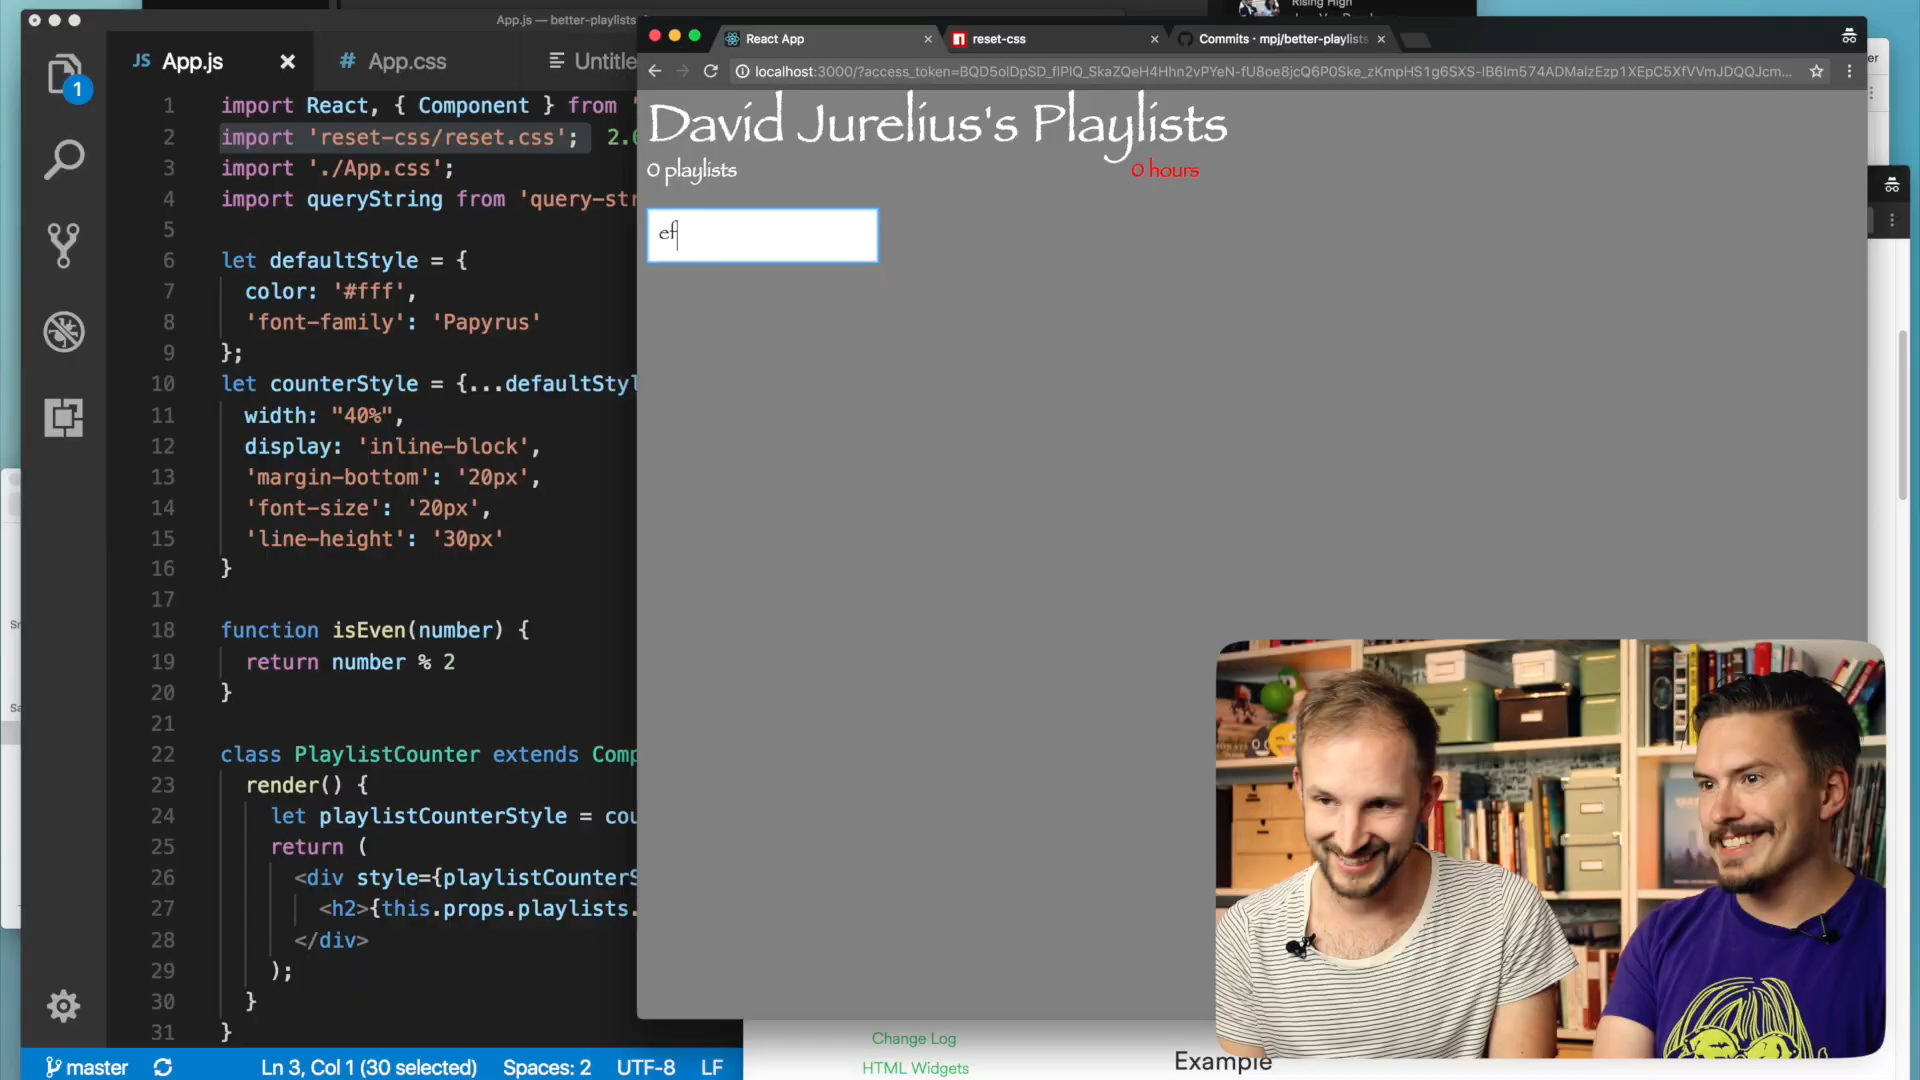 Rising High
App.js — better-playlists
React App
reset-css
Commits · mpj/better-playlists
JS App.js
# App.css
Untitle
localhost:3000/?access_token=BQD5olDpSD_flPlQ_SkaZQeH4Hhn2vPYeN-fU8oe8jcQ6P0Ske_zKmpHS1g6SXS-lB6lm574ADMalzEzp1XEpC5XfVVmJDQQJcm...
1
David Jurelius's Playlists
0 playlists
0 hours
ef
1 import React, { Component } from '
2 import 'reset-css/reset.css'; 2.
3 import './App.css';
4 import queryString from 'query-str
5
6 let defaultStyle = {
7 color: '#fff',
8 'font-family': 'Papyrus'
9 };
10 let counterStyle = {...defaultStyl
11 width: "40%",
12 display: 'inline-block',
13 'margin-bottom': '20px',
14 'font-size': '20px',
15 'line-height': '30px'
16 }
17
18 function isEven(number) {
19 return number % 2
20 }
21
22 class PlaylistCounter extends Comp
23 render() {
24 let playlistCounterStyle = cou
25 return (
26 <div style={playlistCounterS
27 <h2>{this.props.playlists.
28 </div>
29 );
30 }
31 }
Change Log
HTML Widgets
Example
master
Ln 3, Col 1 (30 selected)
Spaces: 2
UTF-8
LF